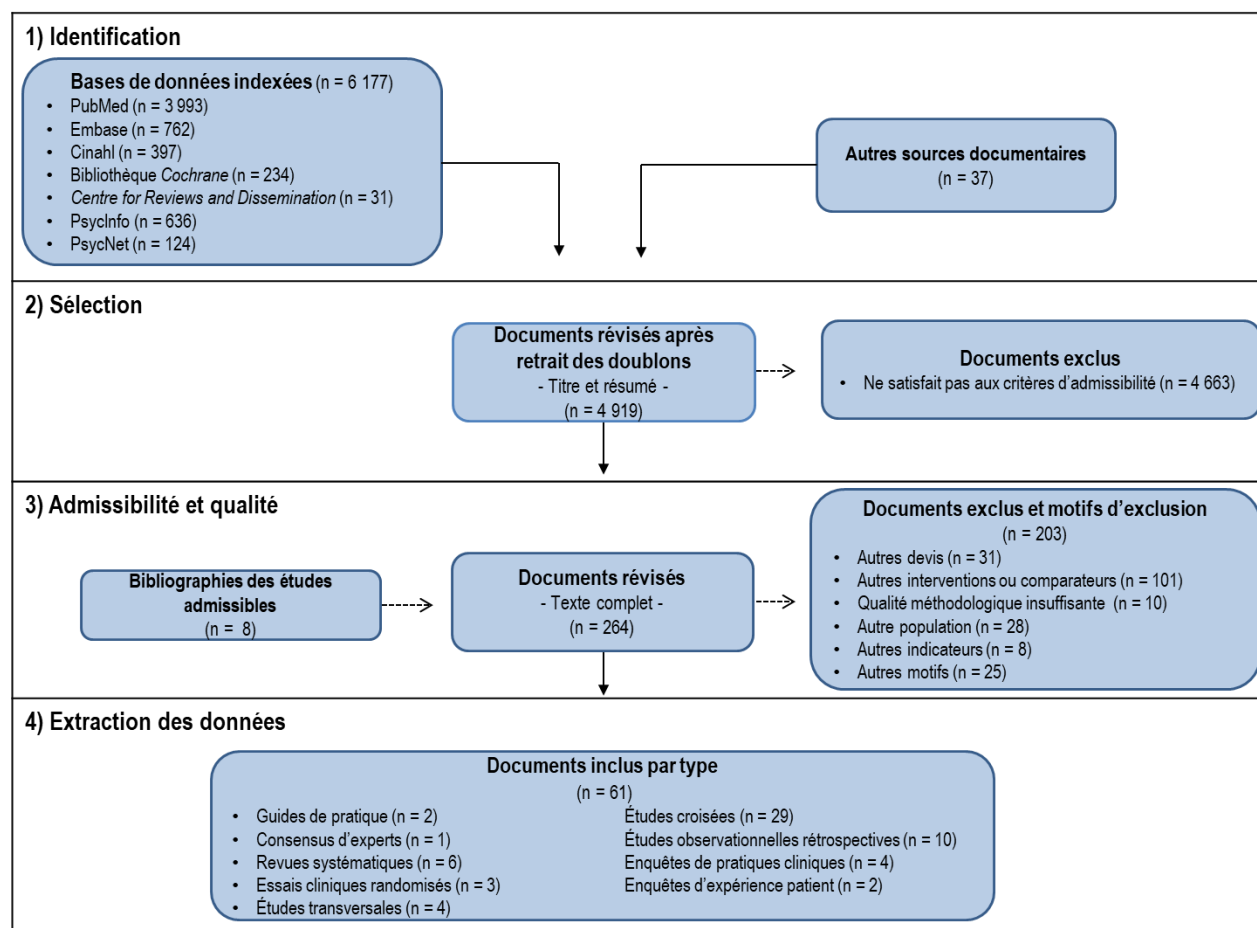 1) Identification
Bases de données indexées (n = 6 177)
• PubMed (n = 3 993)
• Embase (n = 762)
• Cinahl (n = 397)
• Bibliothèque Cochrane (n = 234)
• Centre for Reviews and Dissemination (n = 31)
• PsycInfo (n = 636)
• PsycNet (n = 124)
Autres sources documentaires
(n = 37)
2) Sélection
Documents révisés après
retrait des doublons
- Titre et résumé -
(n = 4 919)
Documents exclus
• Ne satisfait pas aux critères d’admissibilité (n = 4 663)
3) Admissibilité et qualité
Bibliographies des études
admissibles
(n = 8)
Documents révisés
- Texte complet -
(n = 264)
Documents exclus et motifs d’exclusion
(n = 203)
• Autres devis (n = 31)
• Autres interventions ou comparateurs (n = 101)
• Qualité méthodologique insuffisante (n = 10)
• Autre population (n = 28)
• Autres indicateurs (n = 8)
• Autres motifs (n = 25)
4) Extraction des données
Documents inclus par type
(n = 61)
• Guides de pratique (n = 2)
• Consensus d’experts (n = 1)
• Revues systématiques (n = 6)
• Essais cliniques randomisés (n = 3)
• Études transversales (n = 4)
Études croisées (n = 29)
Études observationnelles rétrospectives (n = 10)
Enquêtes de pratiques cliniques (n = 4)
Enquêtes d’expérience patient (n = 2)